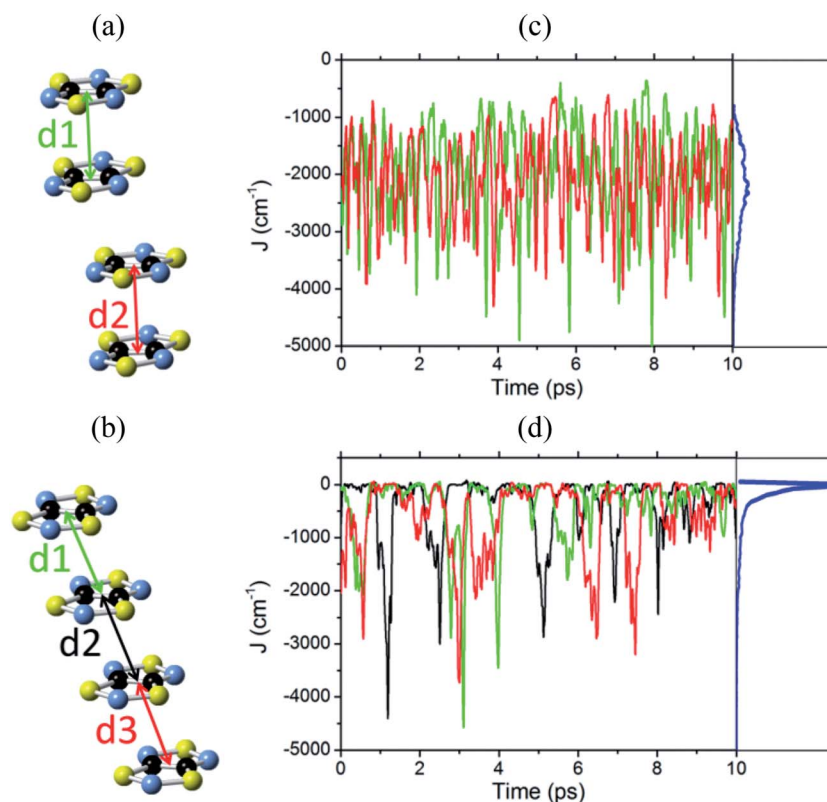 (a)
d1
d2
(c)
0
-1000
-2000
-3000
-4000
-5000
J (cm⁻¹)
0 2 4 6 8 10
Time (ps)
(b)
d1
d2
d3
(d)
0
-1000
-2000
-3000
-4000
-5000
J (cm⁻¹)
0 2 4 6 8 10
Time (ps)